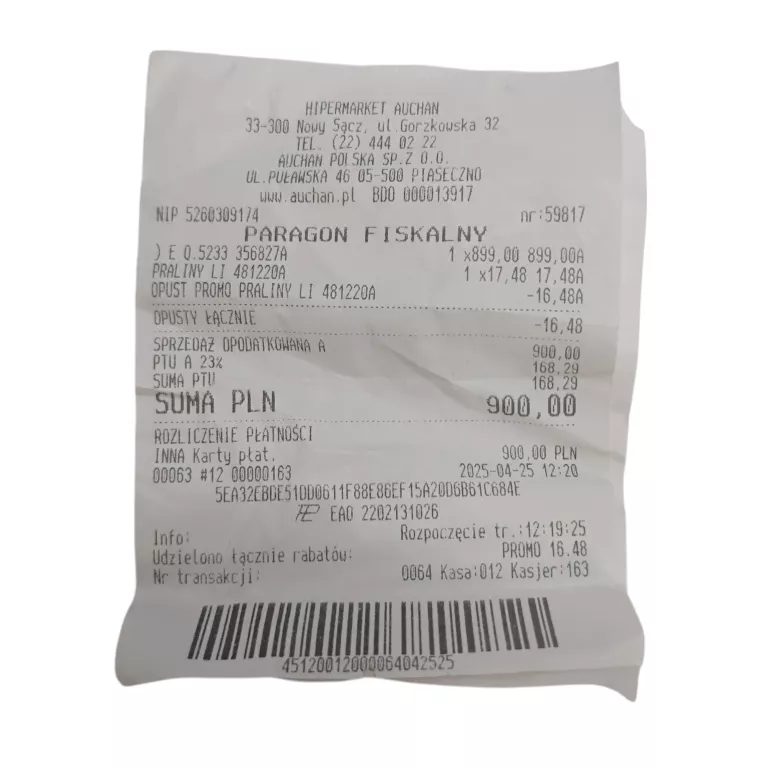 HIPERMARKET AUCHAN
33-300 Nowy Sącz, ul.Gorzkowska 32
TEL. (22) 444 02 22
AUCHAN POLSKA SP.Z O.O.
UL.PUŁAWSKA 46 05-500 PIASECZNO
www.auchan.pl BDO 000013917
NIP 5260309174 nr:59817
PARAGON FISKALNY
) E 0.5233 356827A 1 x899,00 899,00A
PRALINY LI 481220A 1 x17,48 17,48A
OPUST PROMO PRALINY LI 481220A -16,48A
OPUSTY ŁĄCZNIE -16,48
SPRZEDAŻ OPODATKOWANA A 900,00
PTU A 23% 168,29
SUMA PTU 168,29
SUMA PLN 900,00
ROZLICZENIE PŁATNOŚCI
INNA Karty płat. 900,00 PLN
00063 #12 00000163 2025-04-25 12:20
5EA32EBDE51DD0611F88E86EF15A20D6B61C684E
EAO 2202131026
Info: Rozpoczęcie tr.:12:19:25
Udzielono łącznie rabatów: PROMO 16.48
Nr transakcji: 0064 Kasa:012 Kasjer:163
45120012000064042525